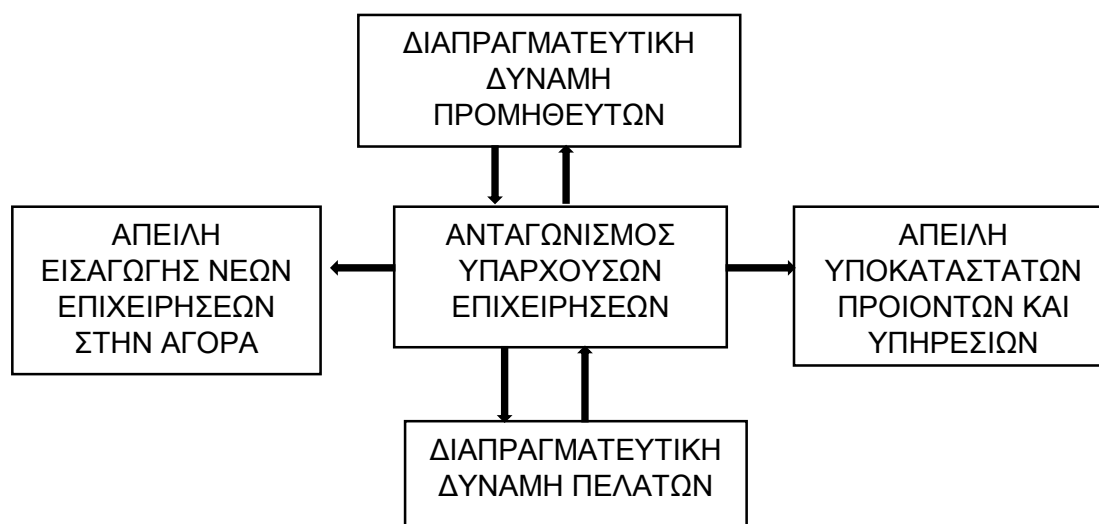 ΔΙΑΠΡΑΓΜΑΤΕΥΤΙΚΗ
ΔΥΝΑΜΗ
ΠΡΟΜΗΘΕΥΤΩΝ
ΑΠΕΙΛΗ
ΕΙΣΑΓΩΓΗΣ ΝΕΩΝ
ΕΠΙΧΕΙΡΗΣΕΩΝ
ΣΤΗΝ ΑΓΟΡΑ
ΑΝΤΑΓΩΝΙΣΜΟΣ
ΥΠΑΡΧΟΥΣΩΝ
ΕΠΙΧΕΙΡΗΣΕΩΝ
ΑΠΕΙΛΗ
ΥΠΟΚΑΤΑΣΤΑΤΩΝ
ΠΡΟΙΟΝΤΩΝ ΚΑΙ
ΥΠΗΡΕΣΙΩΝ
ΔΙΑΠΡΑΓΜΑΤΕΥΤΙΚΗ
ΔΥΝΑΜΗ ΠΕΛΑΤΩΝ